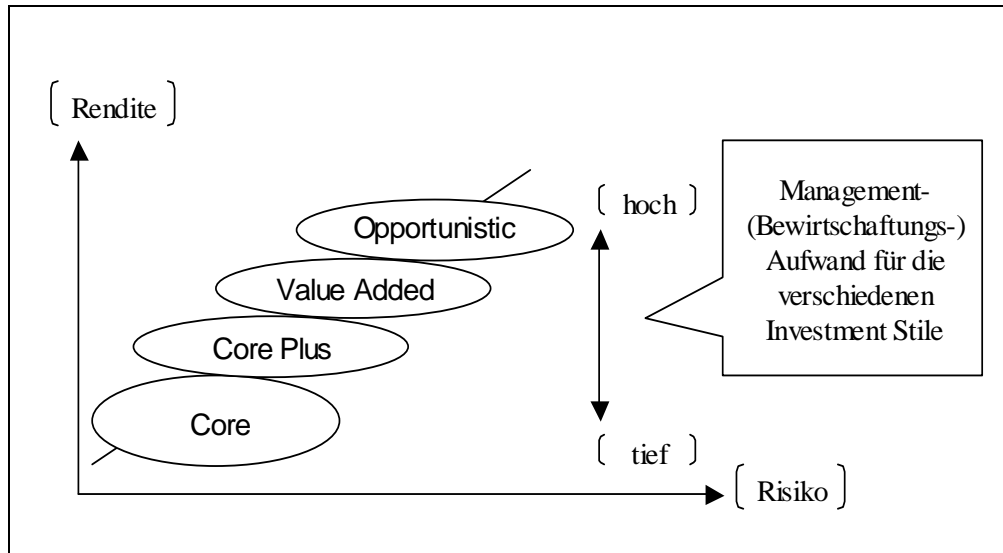 [ Rendite ]
Opportunistic
Value Added
Core Plus
Core
[ hoch ]
[ tief ]
Management-
(Bewirtschaftungs-)
Aufwand für die
verschiedenen
Investment Stile
[ Risiko ]